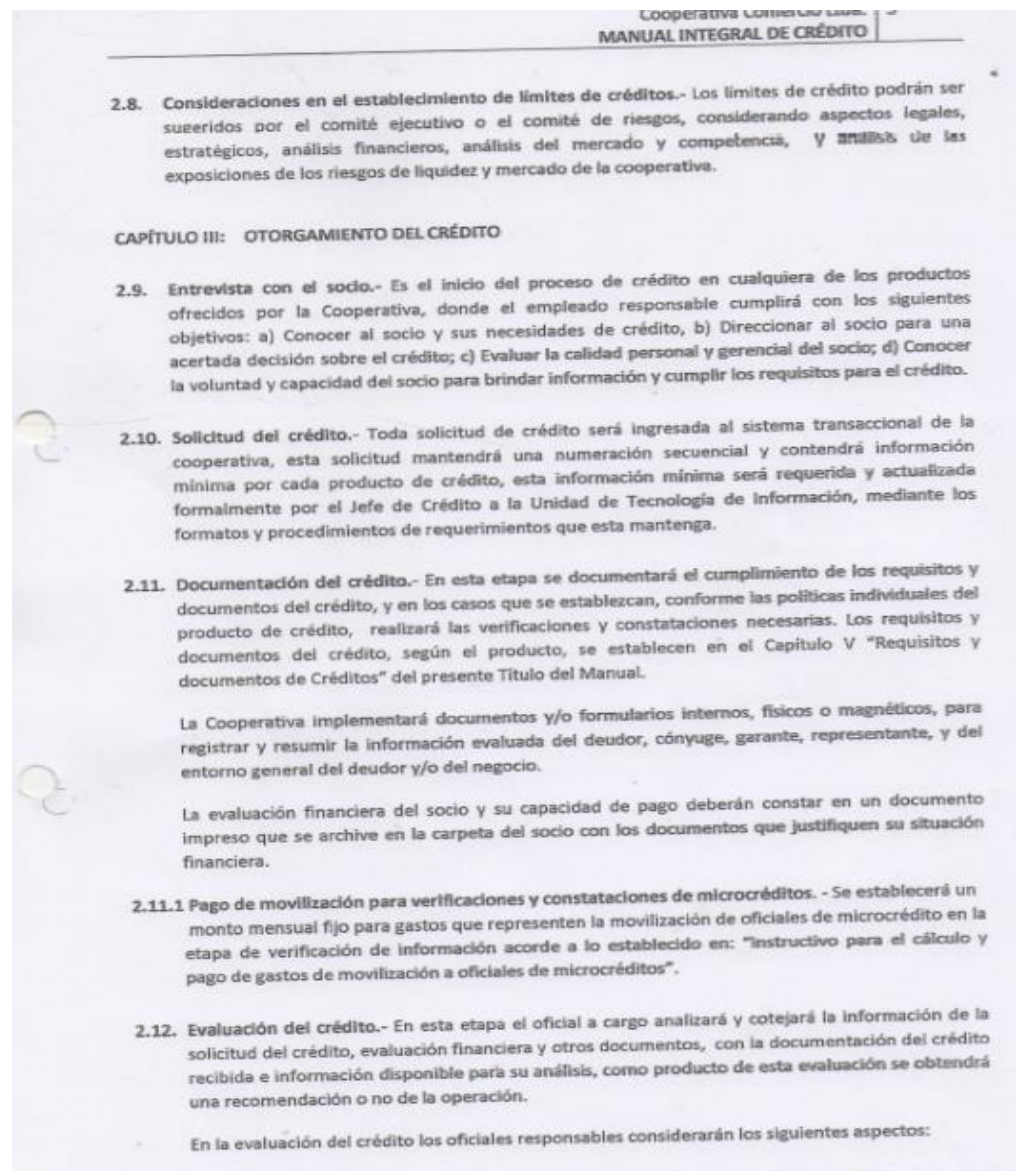 Cooperativa Comercio Ltda.
MANUAL INTEGRAL DE CRÉDITO
2.8. Consideraciones en el establecimiento de límites de créditos.- Los límites de crédito podrán ser
sugeridos por el comité ejecutivo o el comité de riesgos, considerando aspectos legales,
estratégicos, análisis financieros, análisis del mercado y competencia, y análisis de las
exposiciones de los riesgos de liquidez y mercado de la cooperativa.
CAPÍTULO III: OTORGAMIENTO DEL CRÉDITO
2.9. Entrevista con el socio.- Es el inicio del proceso de crédito en cualquiera de los productos
ofrecidos por la Cooperativa, donde el empleado responsable cumplirá con los siguientes
objetivos: a) Conocer al socio y sus necesidades de crédito, b) Direccionar al socio para una
acertada decisión sobre el crédito; c) Evaluar la calidad personal y gerencial del socio; d) Conocer
la voluntad y capacidad del socio para brindar información y cumplir los requisitos para el crédito.
2.10. Solicitud del crédito.- Toda solicitud de crédito será ingresada al sistema transaccional de la
cooperativa, esta solicitud mantendrá una numeración secuencial y contendrá información
mínima por cada producto de crédito, esta información mínima será requerida y actualizada
formalmente por el Jefe de Crédito a la Unidad de Tecnología de Información, mediante los
formatos y procedimientos de requerimientos que esta mantenga.
2.11. Documentación del crédito.- En esta etapa se documentará el cumplimiento de los requisitos y
documentos del crédito, y en los casos que se establezcan, conforme las políticas individuales del
producto de crédito, realizará las verificaciones y constataciones necesarias. Los requisitos y
documentos del crédito, según el producto, se establecen en el Capítulo V "Requisitos y
documentos de Créditos" del presente Título del Manual.
La Cooperativa implementará documentos y/o formularios internos, físicos o magnéticos, para
registrar y resumir la información evaluada del deudor, cónyuge, garante, representante, y del
entorno general del deudor y/o del negocio.
La evaluación financiera del socio y su capacidad de pago deberán constar en un documento
impreso que se archive en la carpeta del socio con los documentos que justifiquen su situación
financiera.
2.11.1 Pago de movilización para verificaciones y constataciones de microcréditos. - Se establecerá un
monto mensual fijo para gastos que representen la movilización de oficiales de microcrédito en la
etapa de verificación de información acorde a lo establecido en: "Instructivo para el cálculo y
pago de gastos de movilización a oficiales de microcréditos".
2.12. Evaluación del crédito.- En esta etapa el oficial a cargo analizará y cotejará la información de la
solicitud del crédito, evaluación financiera y otros documentos, con la documentación del crédito
recibida e información disponible para su análisis, como producto de esta evaluación se obtendrá
una recomendación o no de la operación.
En la evaluación del crédito los oficiales responsables considerarán los siguientes aspectos: